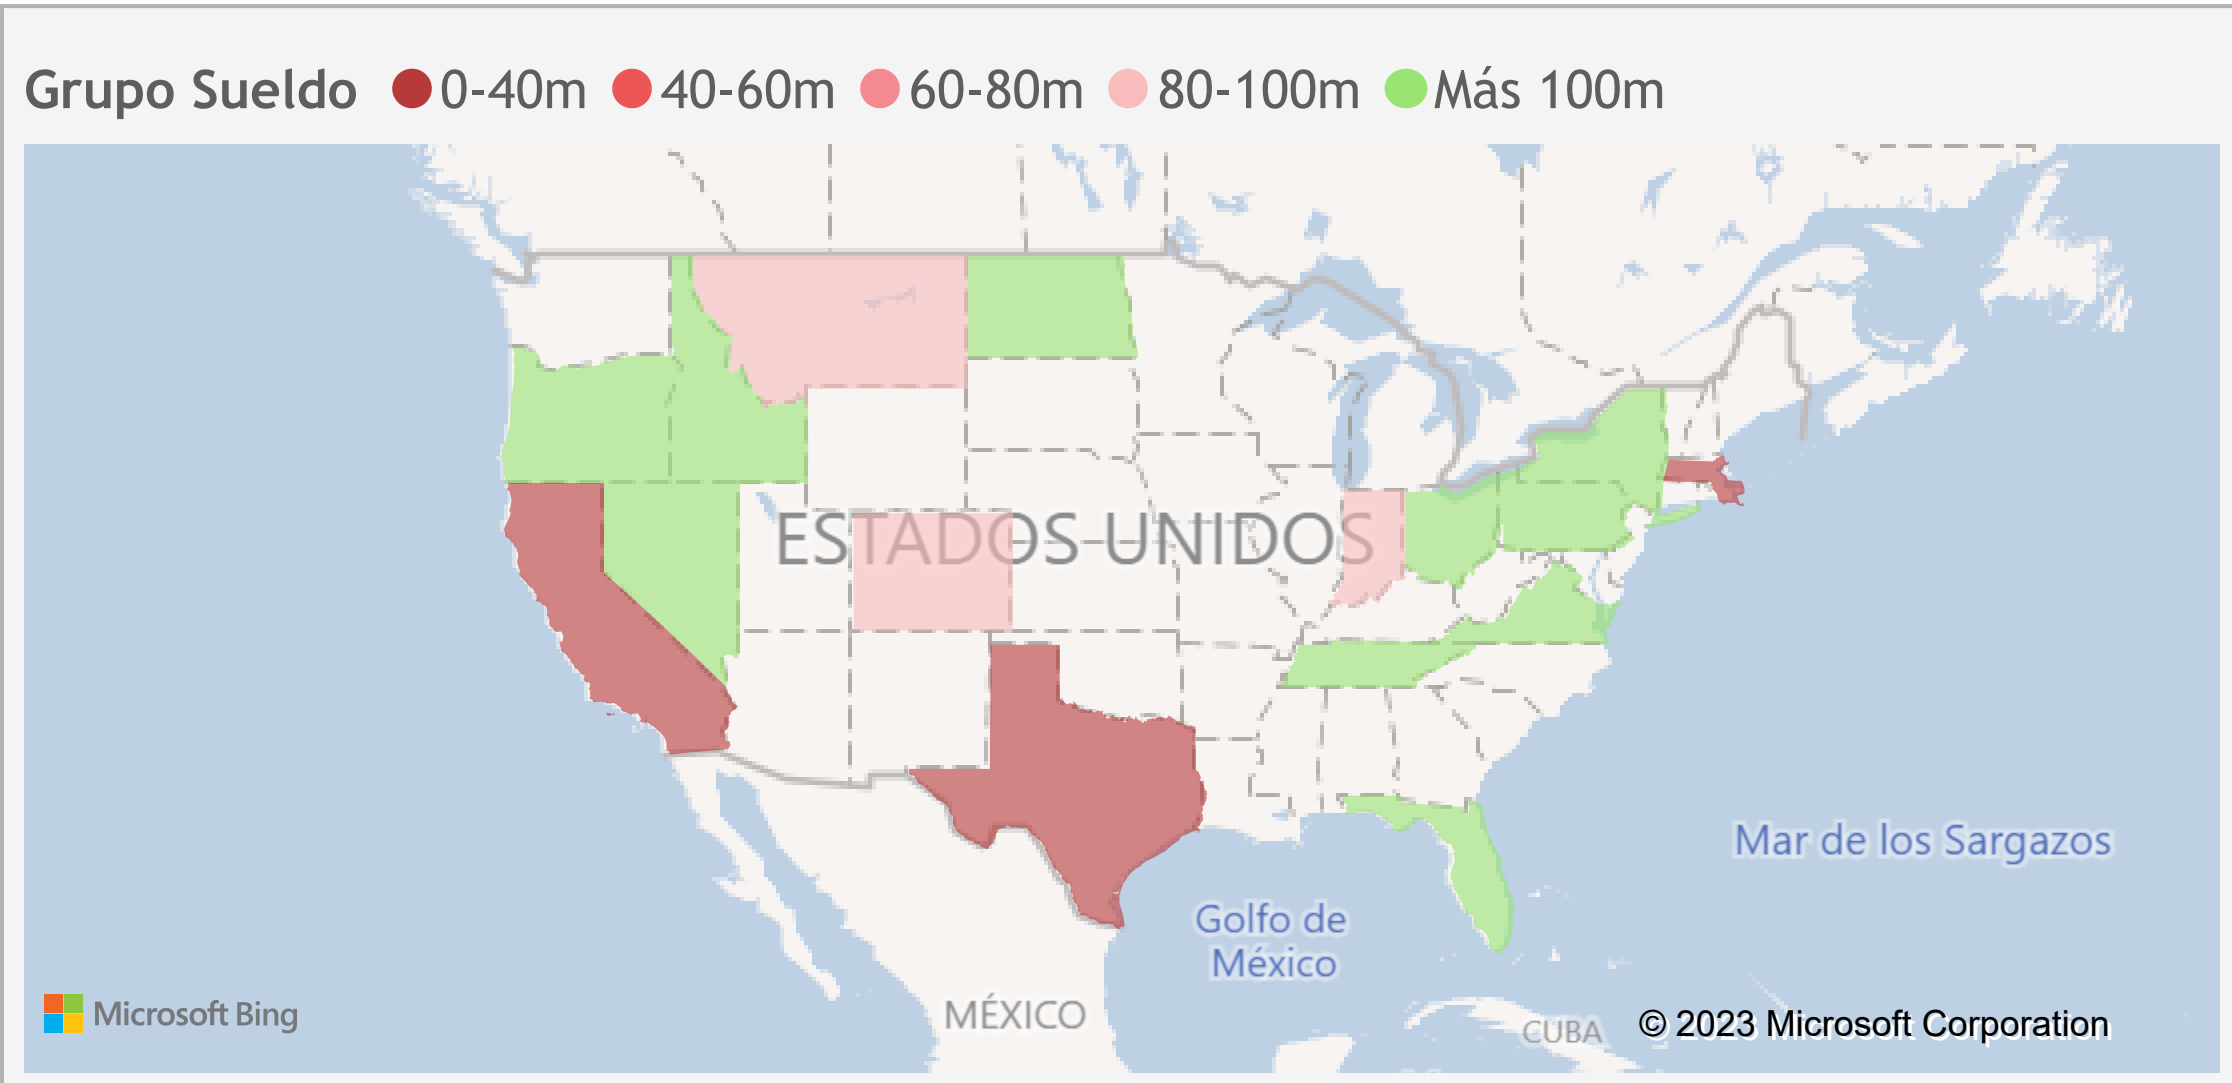 Grupo Sueldo 0-40m 40-60m 60-80m 80-100m Más 100m
ESTADOS UNIDOS
Mar de los Sargazos
Golfo de
México
MÉXICO
CUBA
Microsoft Bing
© 2023 Microsoft Corporation